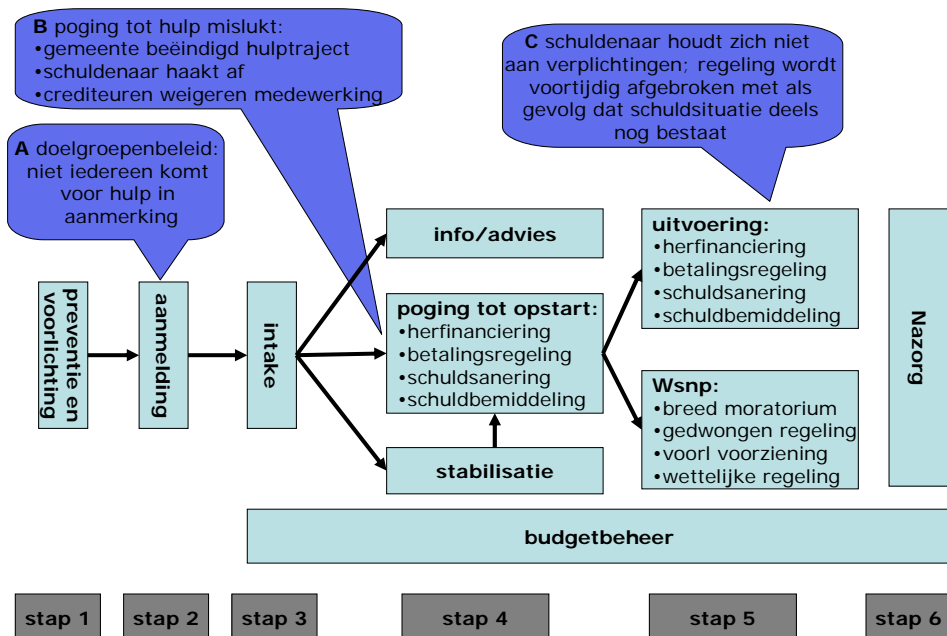 B poging tot hulp mislukt:
•gemeente beëindigd hulptraject
•schuldenaar haakt af
•crediteuren weigeren medewerking
C schuldenaar houdt zich niet
aan verplichtingen; regeling wordt
voortijdig afgebroken met als
gevolg dat schuldsituatie deels
nog bestaat
A doelgroepenbeleid:
niet iedereen komt
voor hulp in
aanmerking
preventie en
voorlichting
aanmelding
intake
info/advies
poging tot opstart:
•herfinanciering
•betalingsregeling
•schuldsanering
•schuldbemiddeling
stabilisatie
uitvoering:
•herfinanciering
•betalingsregeling
•schuldsanering
•schuldbemiddeling
Wsnp:
•breed moratorium
•gedwongen regeling
•voorl voorziening
•wettelijke regeling
Nazorg
budgetbeheer
stap 1
stap 2
stap 3
stap 4
stap 5
stap 6